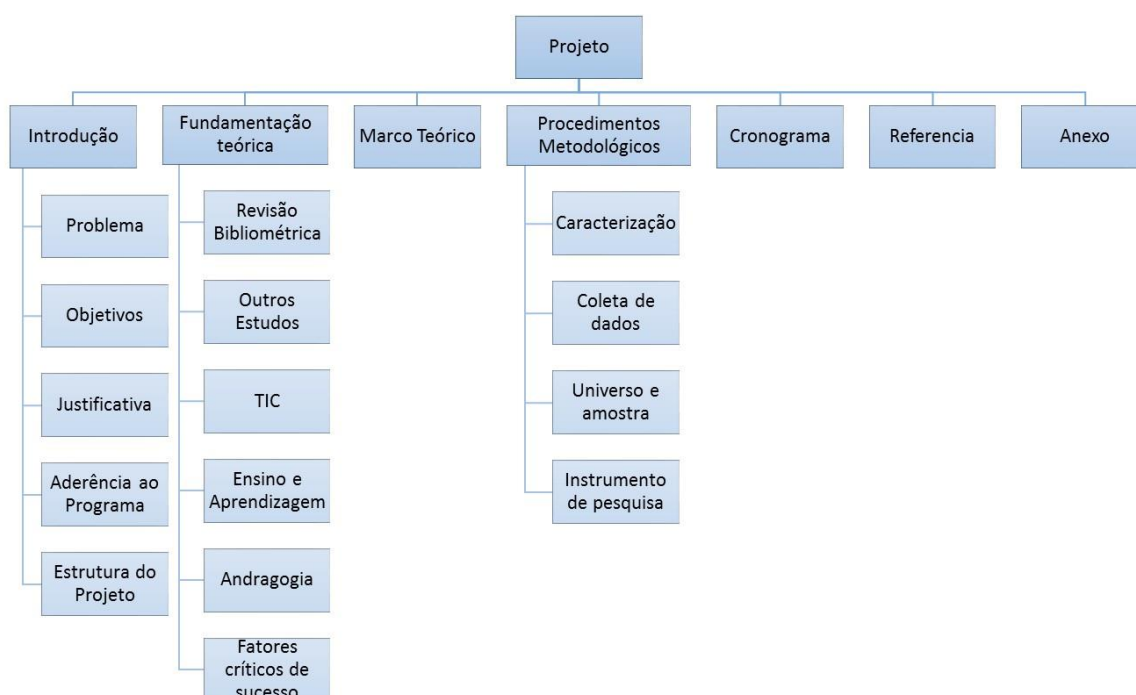 Projeto
Introdução
Fundamentação
teórica
Marco Teórico
Procedimentos
Metodológicos
Cronograma
Referencia
Anexo
Problema
Objetivos
Justificativa
Aderência ao
Programa
Estrutura do
Projeto
Revisão
Bibliométrica
Outros
Estudos
TIC
Ensino e
Aprendizagem
Andragogia
Fatores
críticos de
sucesso
Caracterização
Coleta de
dados
Universo e
amostra
Instrumento
de pesquisa